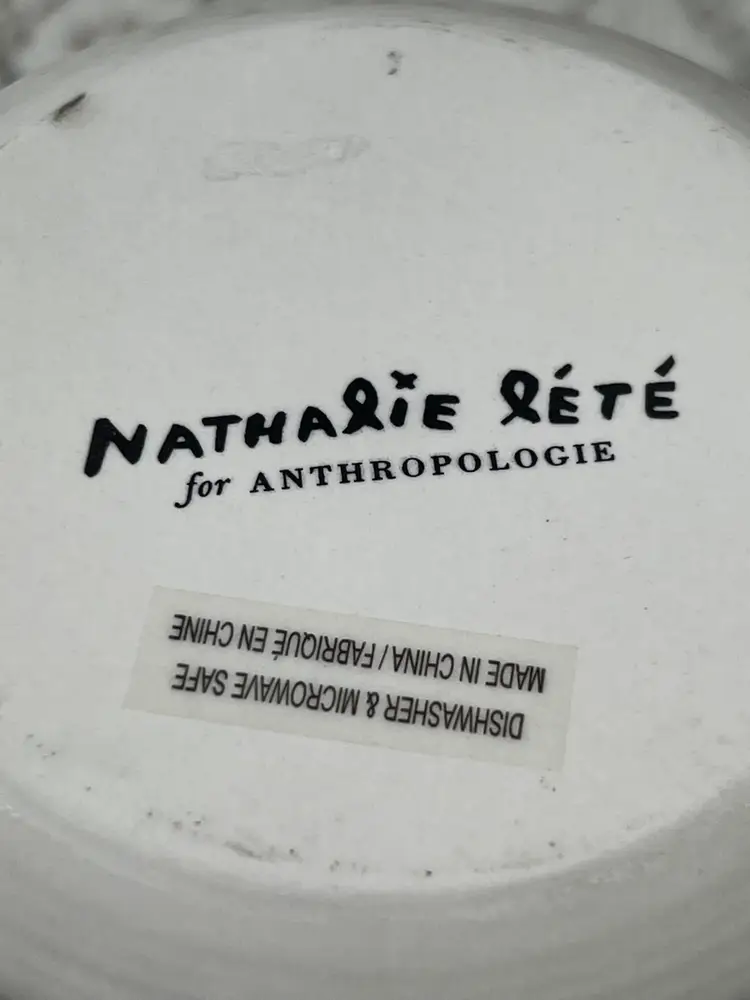 NATHALiE LÉTÉ
for ANTHROPOLOGIE
DISHWASHER & MICROWAVE SAFE
MADE IN CHINA / FABRIQUÉ EN CHINE